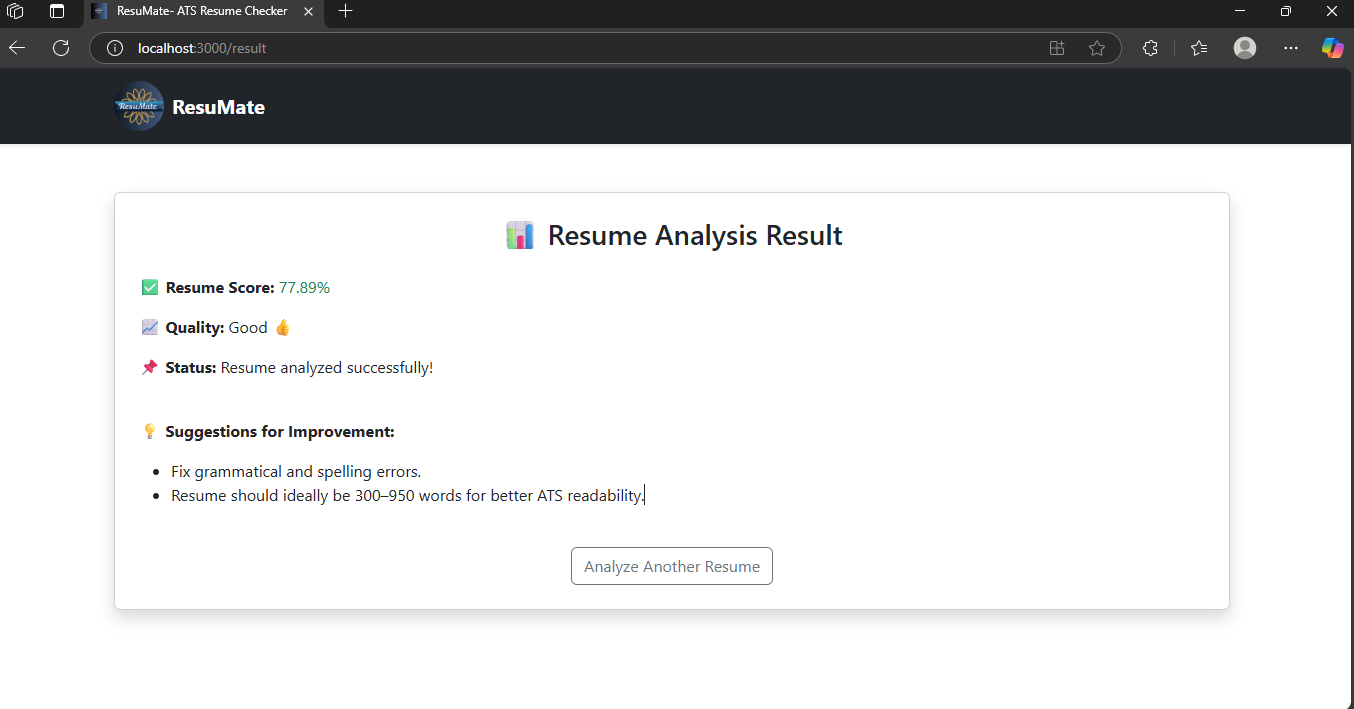 ResuMate- ATS Resume Checker
localhost:3000/result
ResuMate
ResuMate
📊 Resume Analysis Result
✅ Resume Score: 77.89%
📈 Quality: Good 👍
📌 Status: Resume analyzed successfully!
💡 Suggestions for Improvement:
• Fix grammatical and spelling errors.
• Resume should ideally be 300–950 words for better ATS readability.
Analyze Another Resume